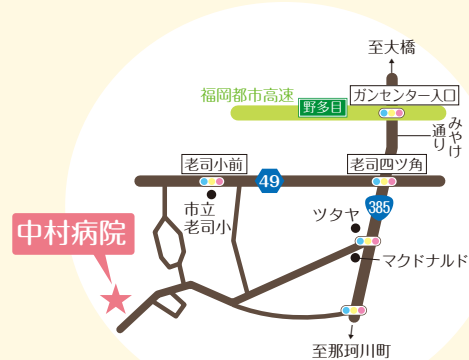 至大橋
福岡都市高速
野多目
ガンセンター入口
みやけ
通り
老司小前
49
老司四ツ角
市立
老司小
385
ツタヤ
中村病院
マクドナルド
至那珂川町